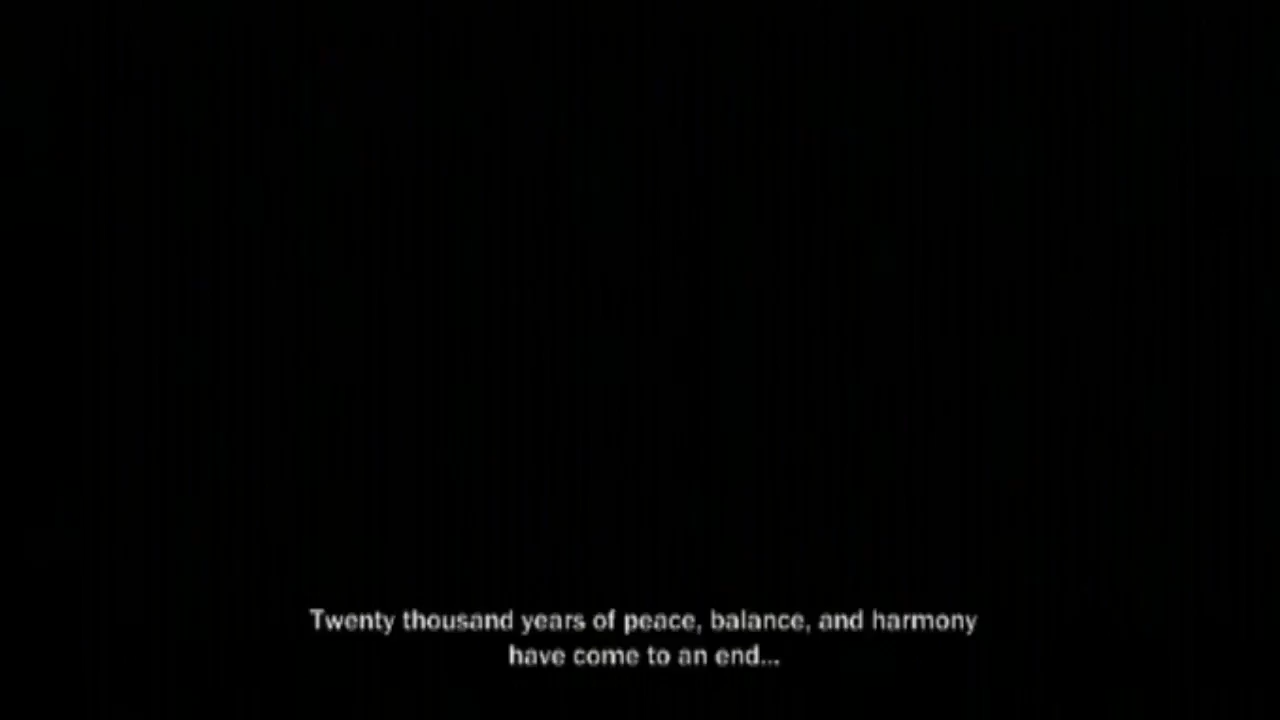 Twenty thousand years of peace, balance, and harmony
have come to an end...